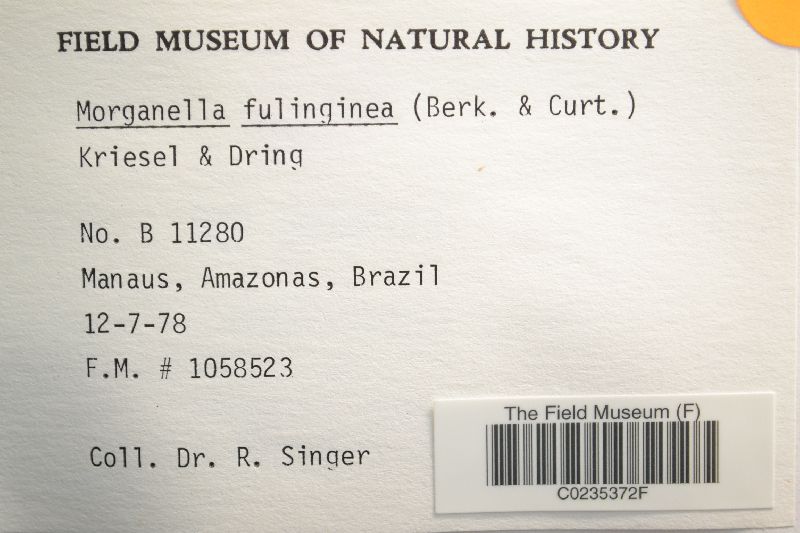 FIELD MUSEUM OF NATURAL HISTORY
Morganella fulinginea (Berk. & Curt.)
Kriesel & Dring
No. B 11280
Manaus, Amazonas, Brazil
12-7-78
F.M. # 1058523
Coll. Dr. R. Singer
The Field Museum (F)
C0235372F